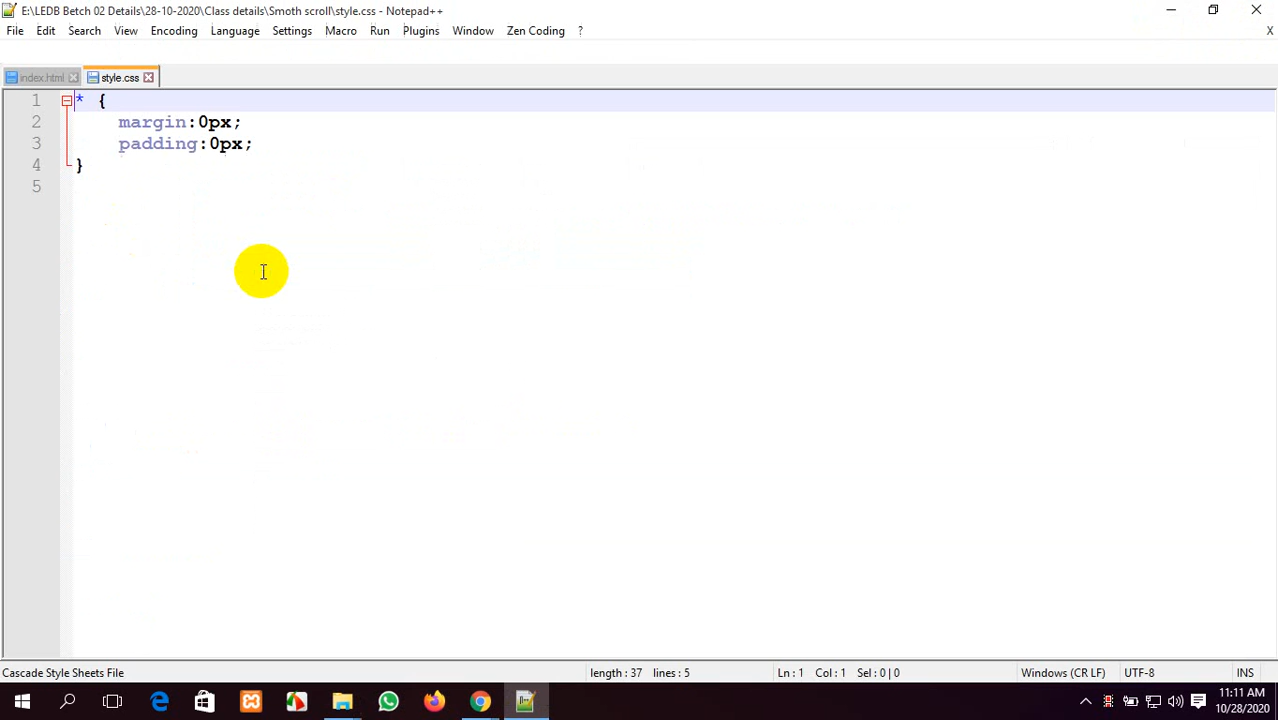 E:\LEDB Betch 02 Details\28-10-2020\Class details\Smoth scroll\style.css - Notepad++
File Edit Search View Encoding Language Settings Macro Run Plugins Window Zen Coding ? X
index.html style.css
1 * {
2 margin:0px;
3 padding:0px;
4 }
5
Cascade Style Sheets File length : 37 lines : 5 Ln : 1 Col : 1 Sel : 0 | 0 Windows (CR LF) UTF-8 INS
11:11 AM
10/28/2020